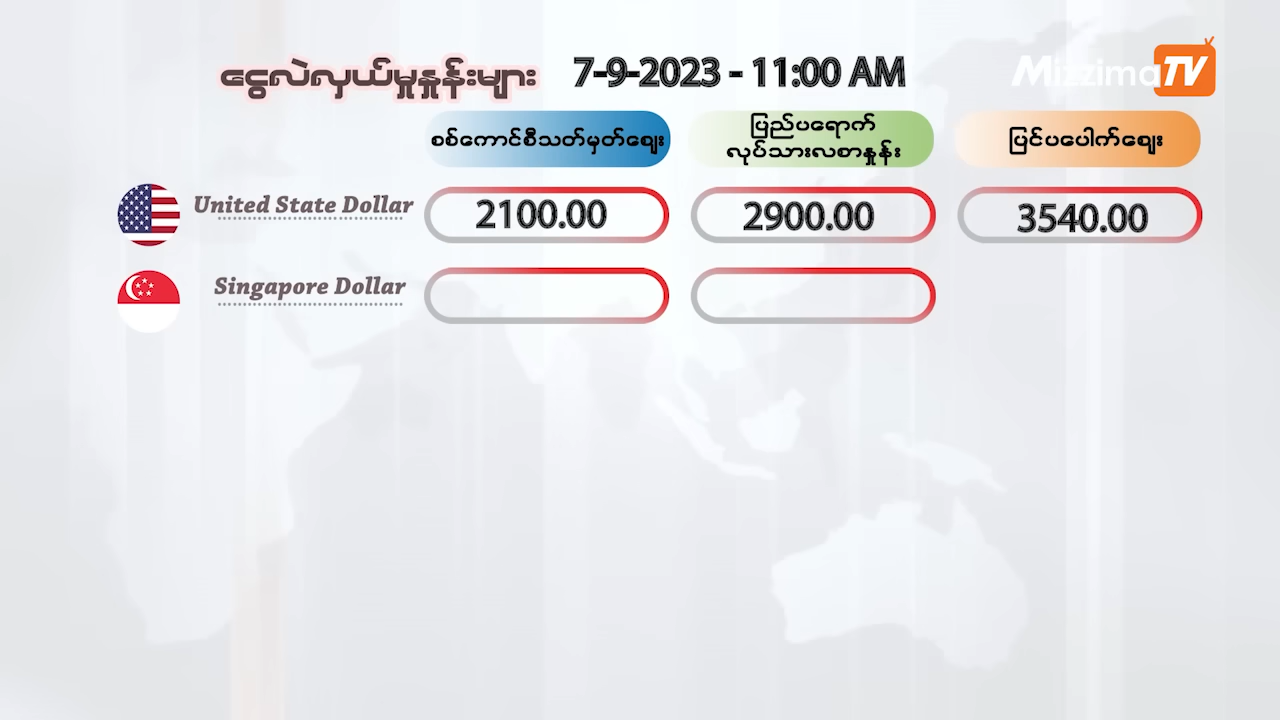 ငွေလဲလှယ်မှုနှုန်းများ 7-9-2023 - 11:00 AM
Mizzima TV
စစ်ကောင်စီသတ်မှတ်ဈေး
ပြည်ပရောက်
လုပ်သားလစာနှုန်း
ပြင်ပပေါက်ဈေး
United State Dollar 2100.00 2900.00 3540.00
Singapore Dollar